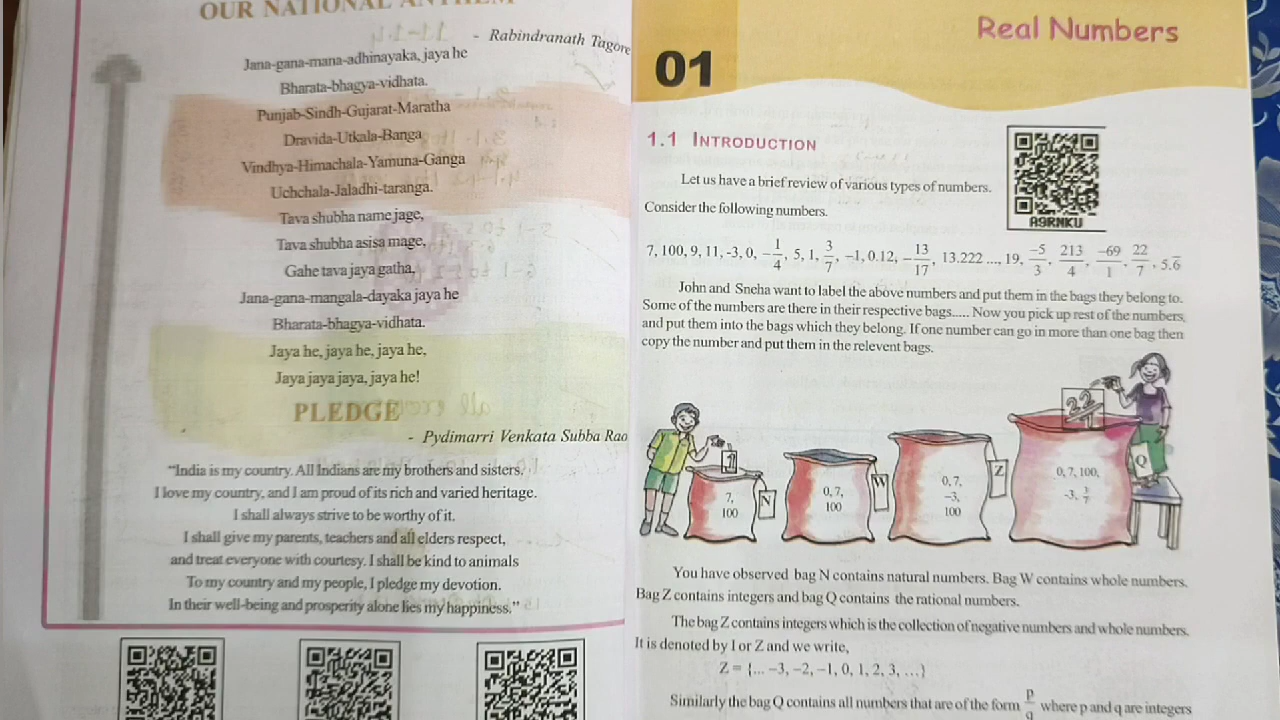 OUR NATIONAL ANTHEM
- Rabindranath Tagore
Jana-gana-mana-adhinayaka, jaya he
Bharata-bhagya-vidhata.
Punjab-Sindh-Gujarat-Maratha
Dravida-Utkala-Banga
Vindhya-Himachala-Yamuna-Ganga
Uchchala-Jaladhi-taranga.
Tava shubha name jage,
Tava shubha asisa mage,
Gahe tava jaya gatha,
Jana-gana-mangala-dayaka jaya he
Bharata-bhagya-vidhata.
Jaya he, jaya he, jaya he,
Jaya jaya jaya, jaya he!
PLEDGE
- Pydimarri Venkata Subba Rao
“India is my country. All Indians are my brothers and sisters.
I love my country, and I am proud of its rich and varied heritage.
I shall always strive to be worthy of it.
I shall give my parents, teachers and all elders respect,
and treat everyone with courtesy. I shall be kind to animals
To my country and my people, I pledge my devotion.
In their well-being and prosperity alone lies my happiness.”
Real Numbers
01
1.1 INTRODUCTION
A9RNKU
Let us have a brief review of various types of numbers.
Consider the following numbers.
7, 100, 9, 11, -3, 0, -1/4, 5, 1, 3/7, -1, 0.12, -13/17, 13.222 ..., 19, -5/3, 213/4, -69/1, 22/7, 5.6̅
John and Sneha want to label the above numbers and put them in the bags they belong to.
Some of the numbers are there in their respective bags..... Now you pick up rest of the numbers
and put them into the bags which they belong. If one number can go in more than one bag then
copy the number and put them in the relevent bags.
22/7
7,
100
N
0, 7,
100
W
0, 7,
-3,
100
Z
0, 7, 100,
-3, 3/7
Q
You have observed bag N contains natural numbers. Bag W contains whole numbers.
Bag Z contains integers and bag Q contains the rational numbers.
The bag Z contains integers which is the collection of negative numbers and whole numbers.
It is denoted by I or Z and we write,
Z = {... -3, -2, -1, 0, 1, 2, 3, ...}
Similarly the bag Q contains all numbers that are of the form p/q where p and q are integers